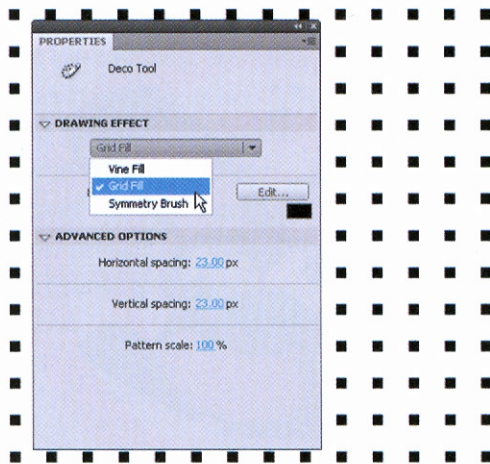 PROPERTIES
Deco Tool
DRAWING EFFECT
Grid Fill
Vine Fill
Grid Fill
Edit...
Symmetry Brush
ADVANCED OPTIONS
Horizontal spacing: 23.00 px
Vertical spacing: 23.00 px
Pattern scale: 100 %